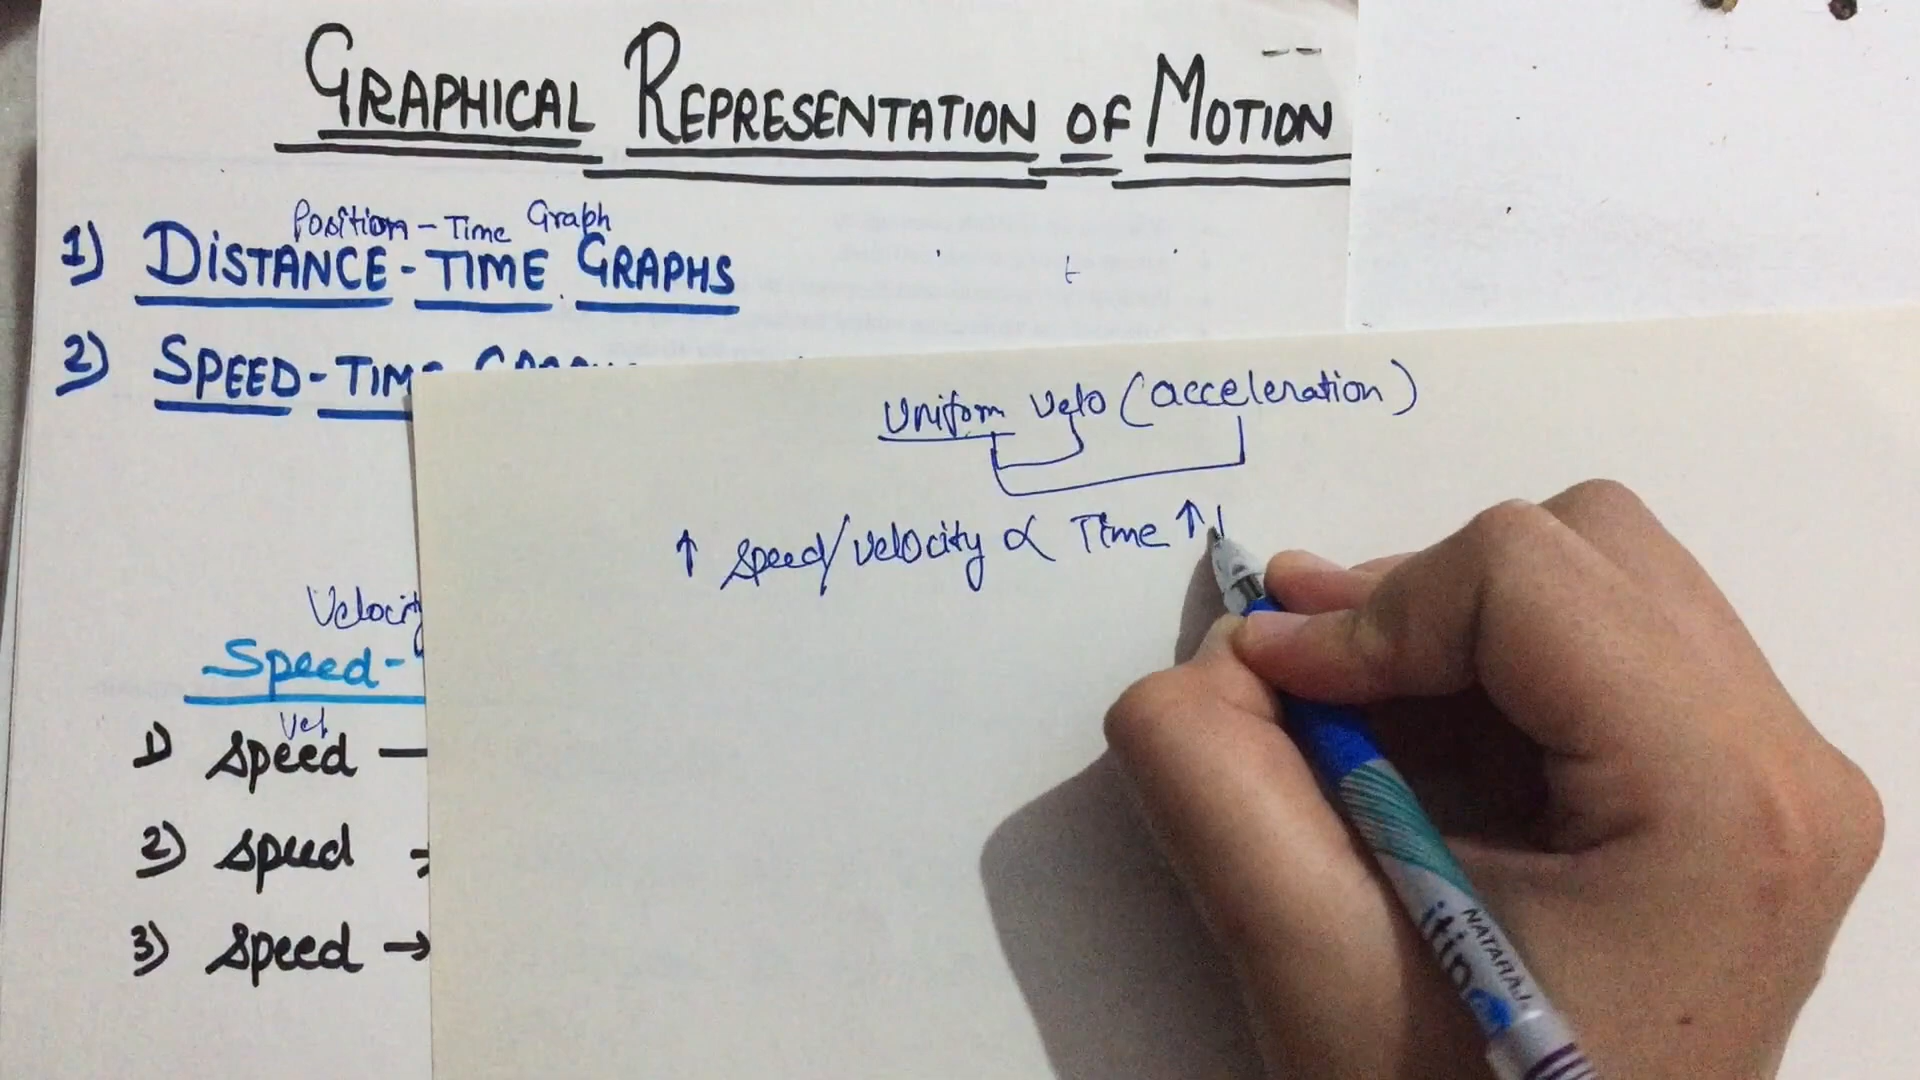 GRAPHICAL REPRESENTATION OF MOTION
Position - Time Graph
1) DISTANCE - TIME GRAPHS
t
2) SPEED - TIM
Uniform Velo (acceleration)
↑ Speed/Velocity ∝ Time ↑
Velocity
Speed -
Vel
1) Speed —
2) Speed
3) Speed →
NATARAJ